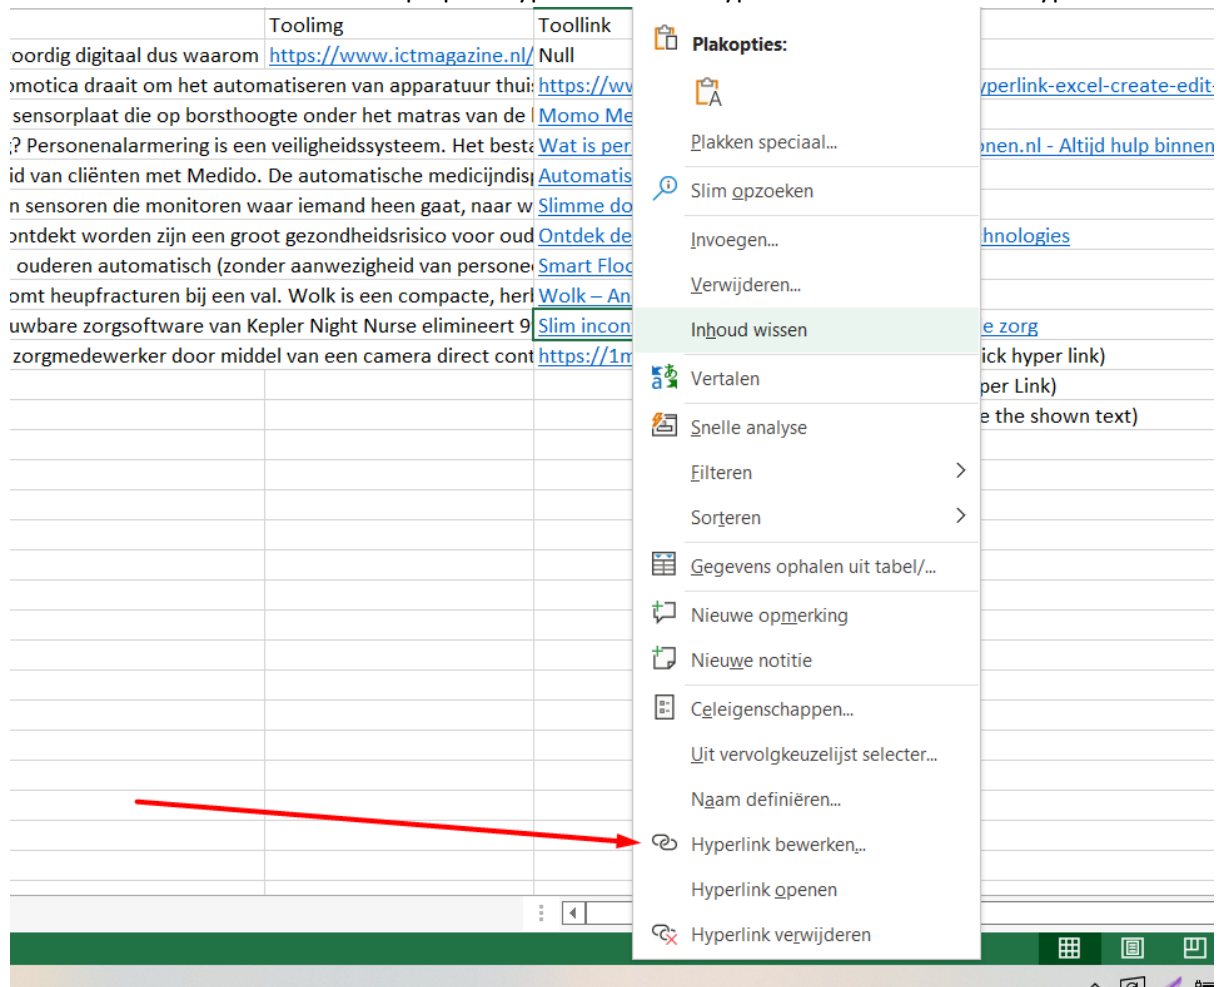 Toolimg Toollink
oordig digitaal dus waarom https://www.ictmagazine.nl/ Null
omotica draait om het automatiseren van apparatuur thui https://ww yperlink-excel-create-edit-
sensorplaat die op borsthoogte onder het matras van de Momo Me
? Personenalarmering is een veiligheidssysteem. Het best Wat is per onen.nl - Altijd hulp binnen
id van cliënten met Medido. De automatische medicijndis Automatis
n sensoren die monitoren waar iemand heen gaat, naar w Slimme do
ontdekt worden zijn een groot gezondheidsrisico voor oud Ontdek de hnologies
ouderen automatisch (zonder aanwezigheid van persone Smart Floo
omt heupfracturen bij een val. Wolk is een compacte, her Wolk – An
uwbare zorgsoftware van Kepler Night Nurse elimineert 9 Slim incon e zorg
zorgmedewerker door middel van een camera direct cont https://1m ick hyper link)
per Link)
e the shown text)
Plakopties:
Plakken speciaal...
Slim opzoeken
Invoegen...
Verwijderen...
Inhoud wissen
Vertalen
Snelle analyse
Filteren
Sorteren
Gegevens ophalen uit tabel/...
Nieuwe opmerking
Nieuwe notitie
Celeigenschappen...
Uit vervolgkeuzelijst selecter...
Naam definiëren...
Hyperlink bewerken...
Hyperlink openen
Hyperlink verwijderen